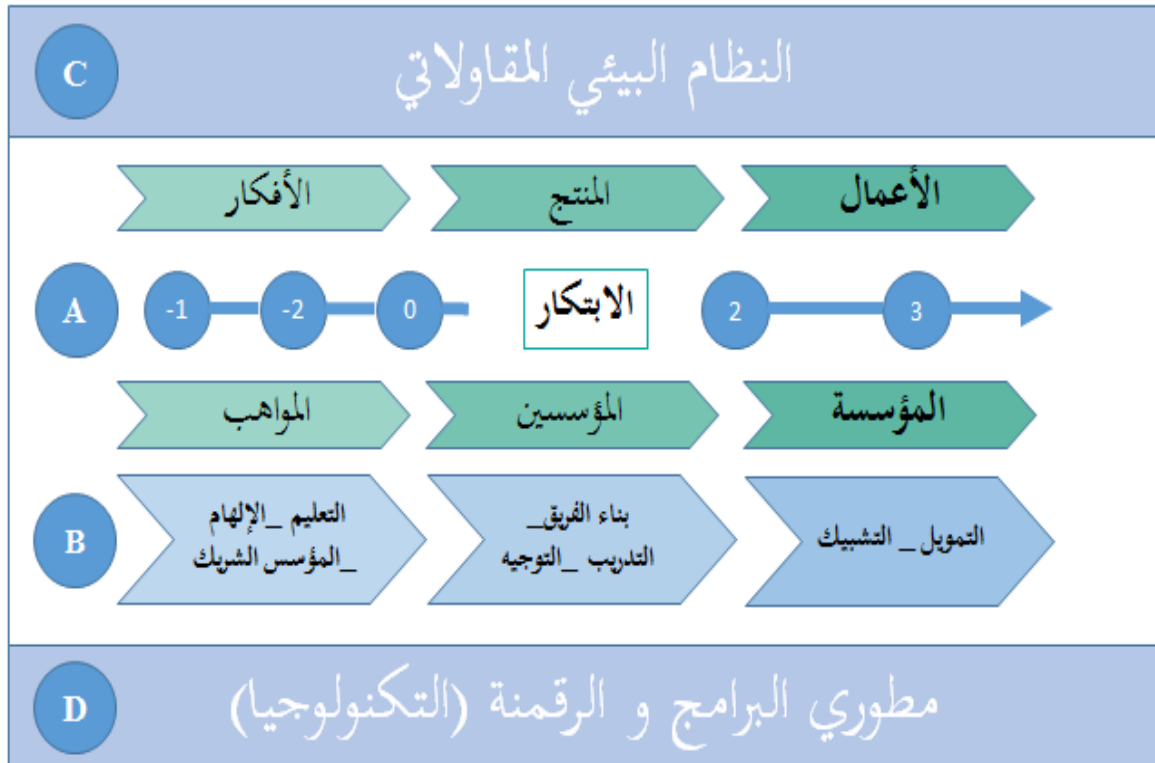 C
النظام البيئي المقاولاتي
الأفكار
المنتج
الأعمال
A
-1
-2
0
الابتكار
2
3
المواهب
المؤسسين
المؤسسة
B
التعليم _الإلهام
_المؤسس الشريك
بناء الفريق_
التدريب _التوجيه
التمويل_ التشبيك
D
مطوري البرامج و الرقمنة (التكنولوجيا)